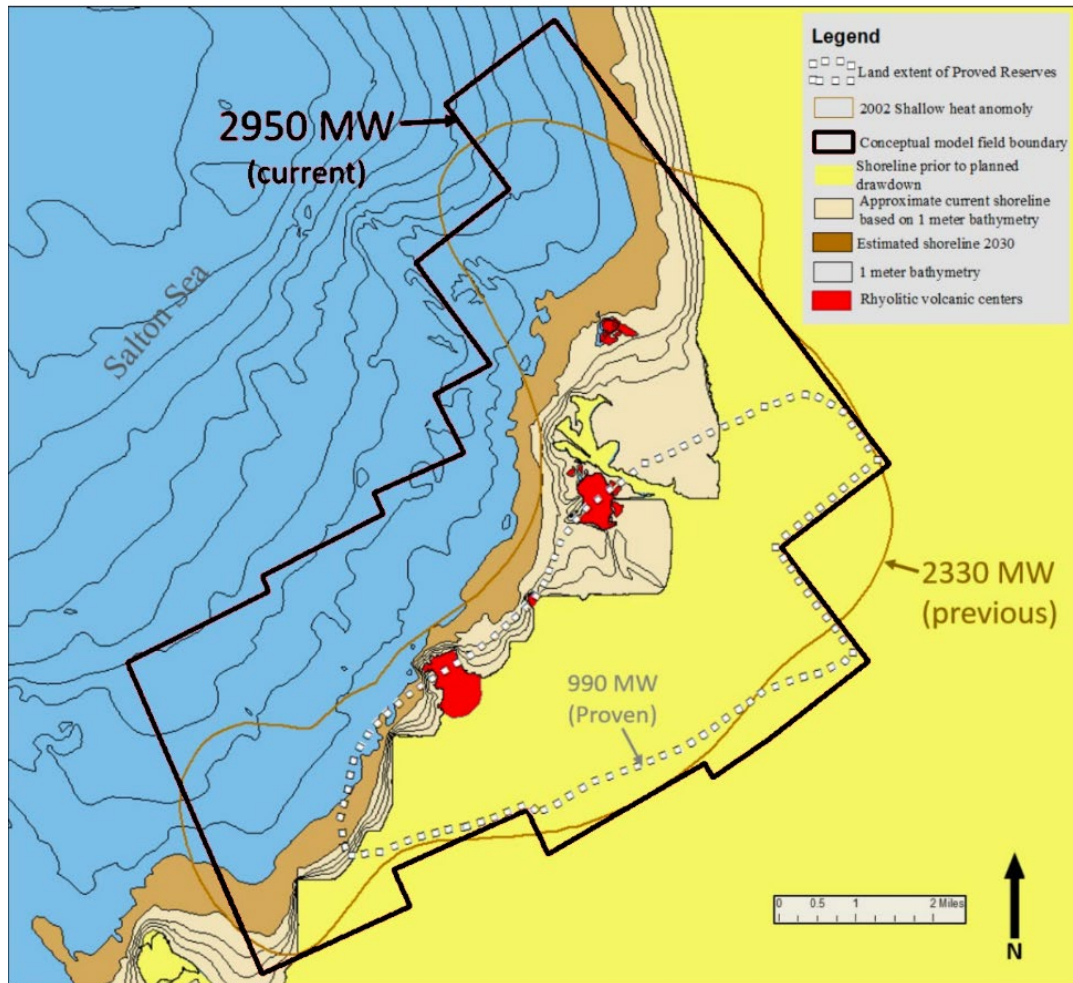 2950 MW
(current)
Salton Sea
Legend
Land extent of Proved Reserves
2002 Shallow heat anomoly
Conceptual model field boundary
Shoreline prior to planned
drawdown
Approximate current shoreline
based on 1 meter bathymetry
Estimated shoreline 2030
1 meter bathymetry
Rhyolitic volcanic centers
2330 MW
(previous)
990 MW
(Proven)
0 0.5 1 2 Miles
N